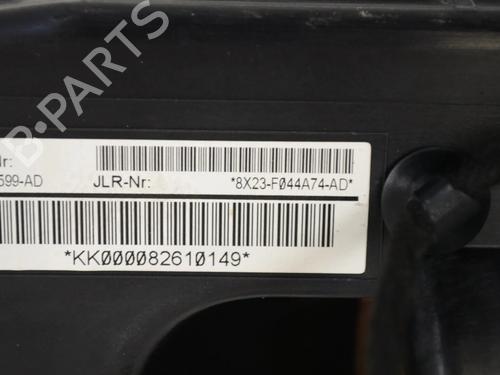 B-PARTS
Nr:
599-AD JLR-Nr: *8X23-F044A74-AD*
*KK000082610149*